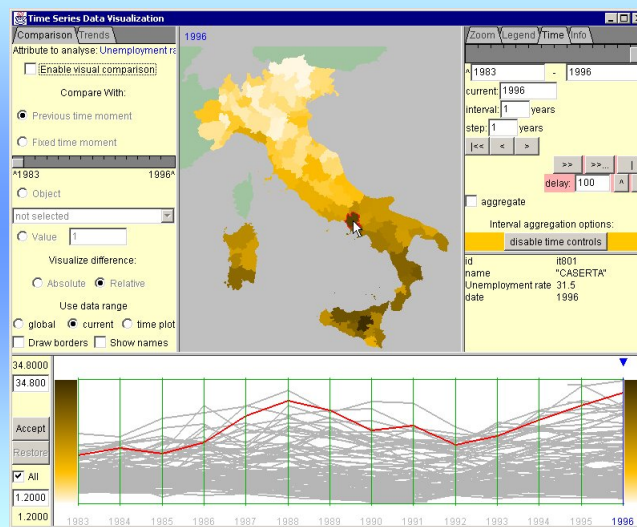 Time Series Data Visualization
Comparison Trends
Attribute to analyse: Unemployment ra
Enable visual comparison
Compare With:
Previous time moment
Fixed time moment
^1983 1996^
Object
not selected
Value 1
Visualize difference:
Absolute Relative
Use data range
global current time plot
Draw borders Show names
1996
Zoom Legend Time Info
^ 1983 - 1996
current: 1996
interval: 1 years
step: 1 years
|<< < >
>> >>... |
delay: 100 ^
aggregate
Interval aggregation options:
disable time controls
id it801
name "CASERTA"
Unemployment rate 31.5
date 1996
34.8000
34.800
Accept
Restore
All
1.2000
1.2000
1983 1984 1985 1986 1987 1988 1989 1990 1991 1992 1993 1994 1995 1996